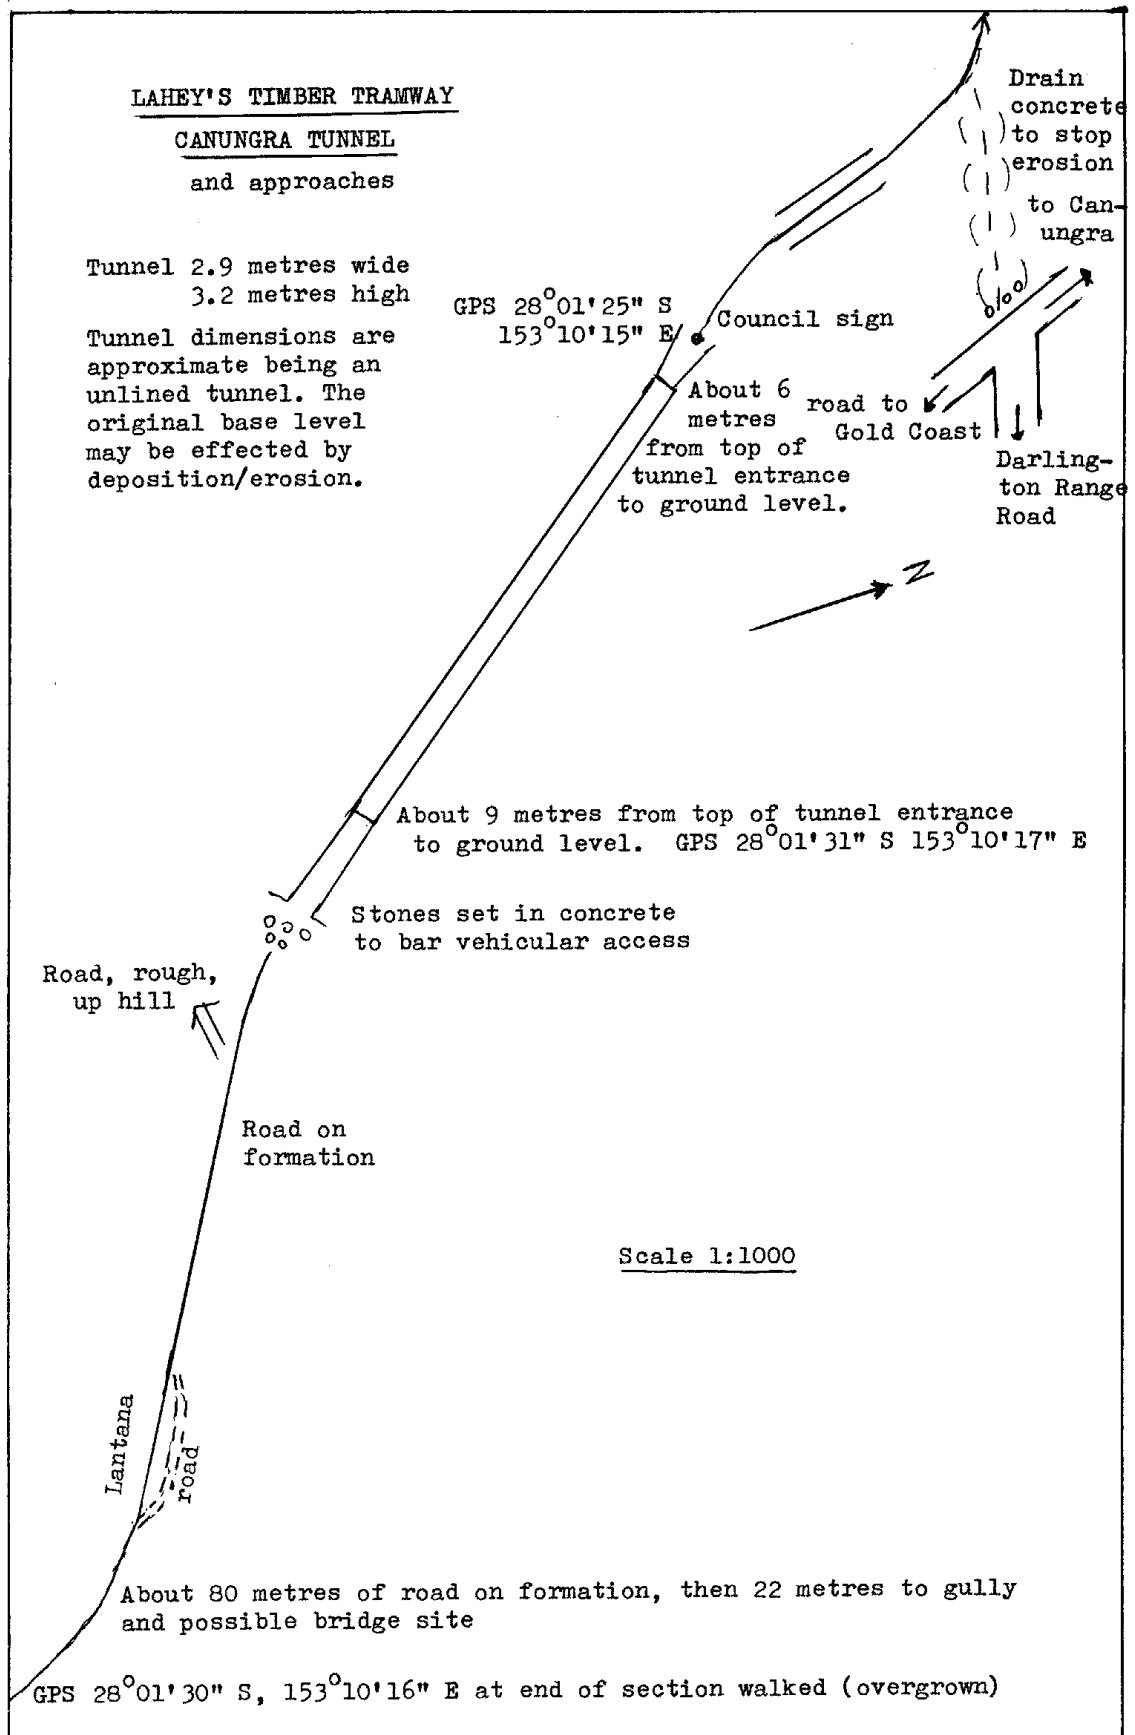 LAHEY'S TIMBER TRAMWAY
CANUNGRA TUNNEL
and approaches
Tunnel 2.9 metres wide
3.2 metres high
Tunnel dimensions are
approximate being an
unlined tunnel. The
original base level
may be effected by
deposition/erosion.
Drain
concrete
to stop
erosion
to Can-
ungra
GPS 28°01'25" S
153°10'15" E
Council sign
About 6
metres
from top of
tunnel entrance
to ground level.
road to
Gold Coast
Darling-
ton Range
Road
N
About 9 metres from top of tunnel entrance
to ground level. GPS 28°01'31" S 153°10'17" E
Stones set in concrete
to bar vehicular access
Road, rough,
up hill
Road on
formation
Scale 1:1000
Lantana
road
About 80 metres of road on formation, then 22 metres to gully
and possible bridge site
GPS 28°01'30" S, 153°10'16" E at end of section walked (overgrown)